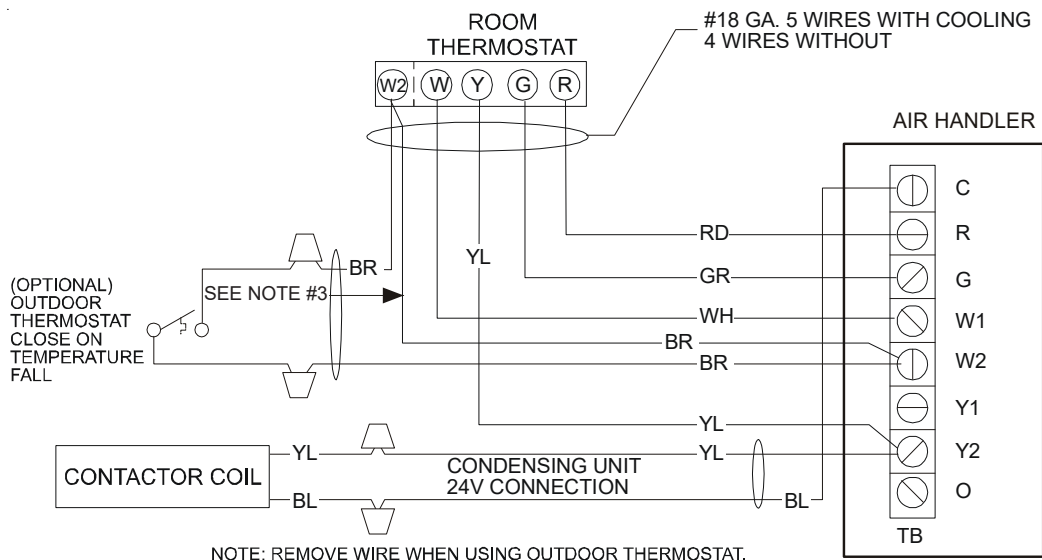 ROOM
THERMOSTAT
#18 GA. 5 WIRES WITH COOLING
4 WIRES WITHOUT
W2 W Y G R
AIR HANDLER
C
RD R
YL
GR G
BR
(OPTIONAL)
OUTDOOR
THERMOSTAT
CLOSE ON
TEMPERATURE
FALL
SEE NOTE #3
WH W1
BR
BR W2
Y1
YL
YL YL Y2
CONTACTOR COIL
CONDENSING UNIT
24V CONNECTION
BL BL O
TB
NOTE: REMOVE WIRE WHEN USING OUTDOOR THERMOSTAT.